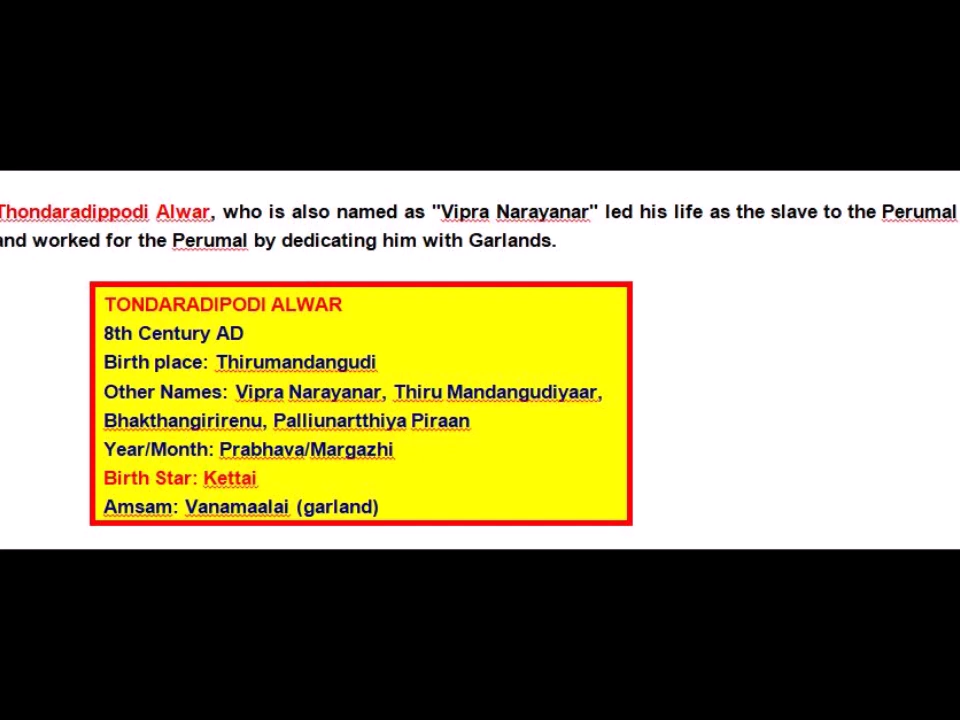 Thondaradippodi Alwar, who is also named as "Vipra Narayanar" led his life as the slave to the Perumal
and worked for the Perumal by dedicating him with Garlands.
TONDARADIPODI ALWAR
8th Century AD
Birth place: Thirumandangudi
Other Names: Vipra Narayanar, Thiru Mandangudiyaar,
Bhakthangirirenu, Palliunartthiya Piraan
Year/Month: Prabhava/Margazhi
Birth Star: Kettai
Amsam: Vanamaalai (garland)